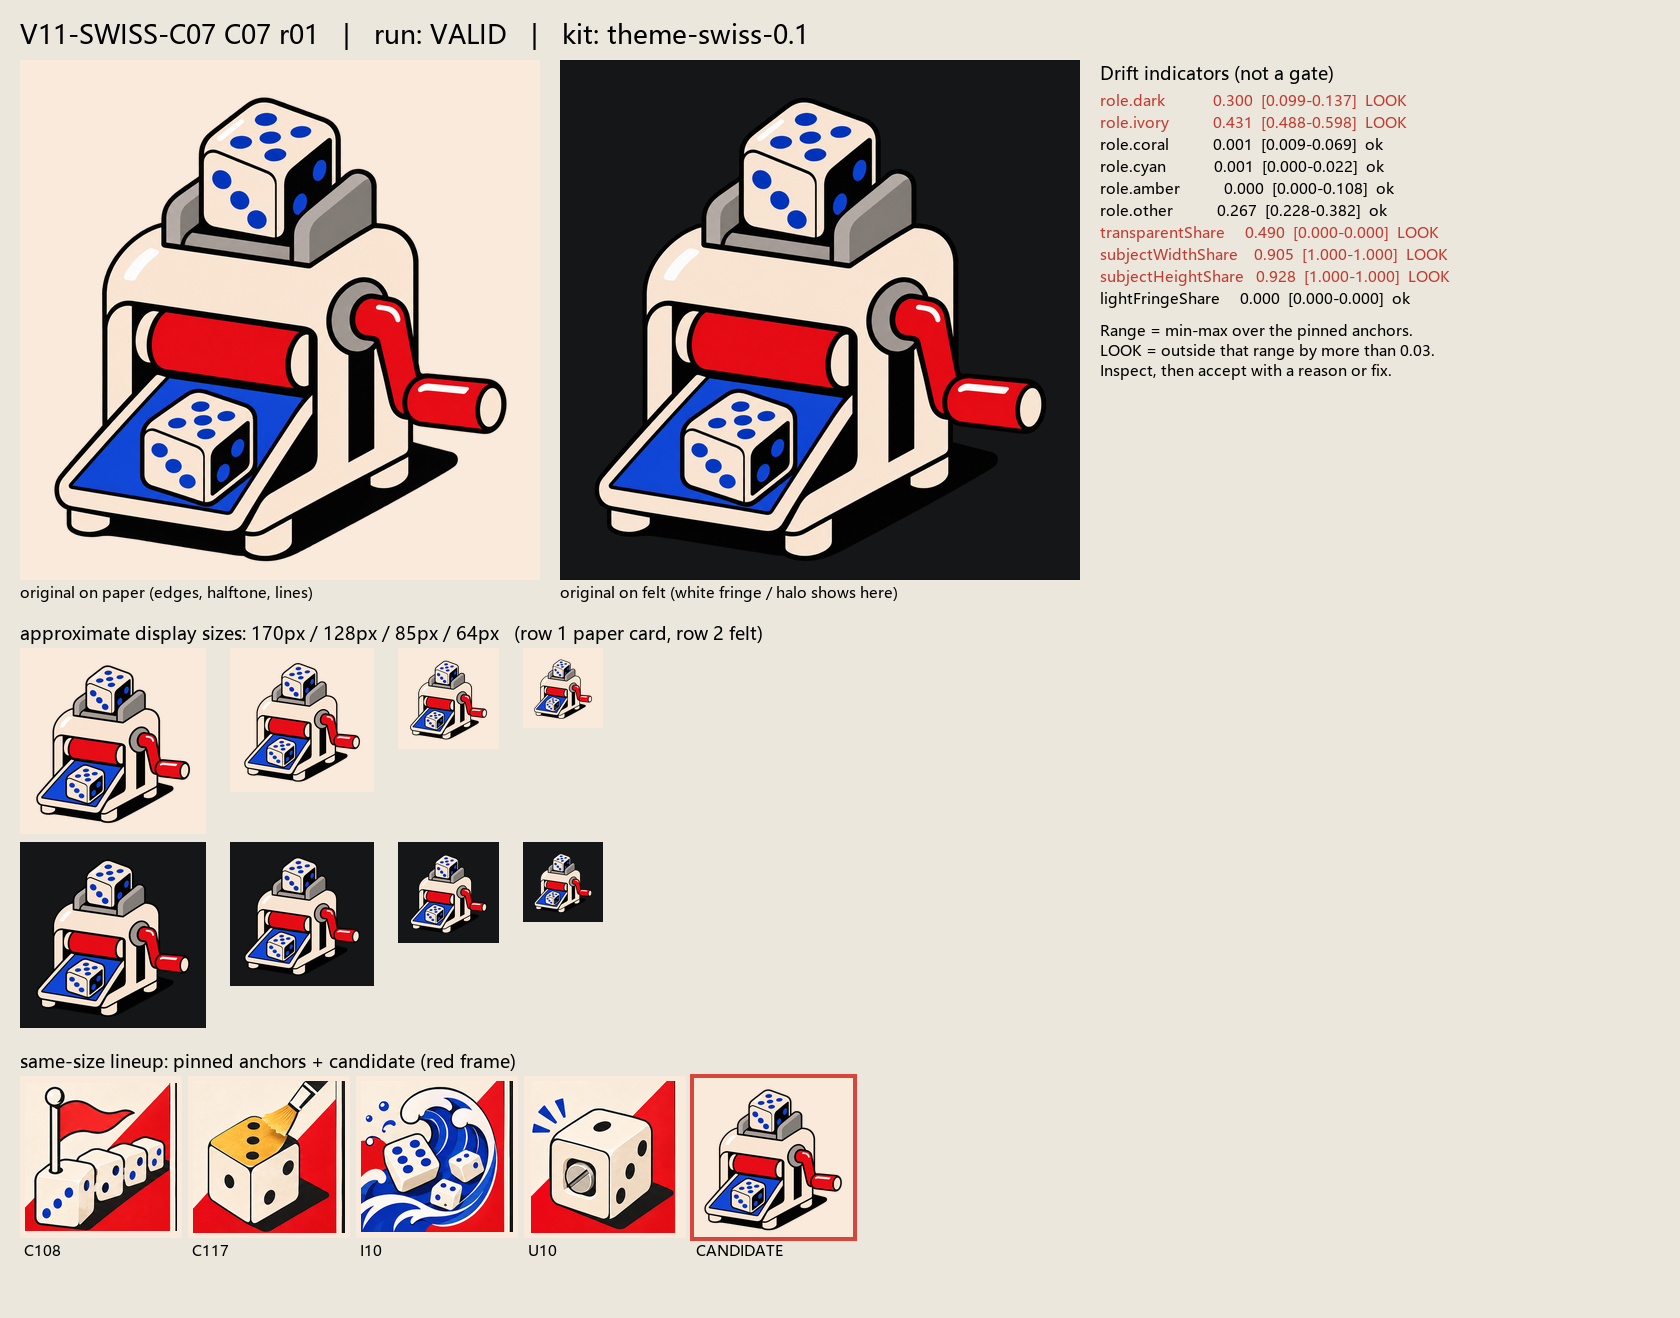 V11-SWISS-C07 C07 r01   |   run: VALID   |   kit: theme-swiss-0.1
Drift indicators (not a gate)
role.dark 0.300 [0.099-0.137] LOOK
role.ivory 0.431 [0.488-0.598] LOOK
role.coral 0.001 [0.009-0.069] ok
role.cyan 0.001 [0.000-0.022] ok
role.amber 0.000 [0.000-0.108] ok
role.other 0.267 [0.228-0.382] ok
transparentShare 0.490 [0.000-0.000] LOOK
subjectWidthShare 0.905 [1.000-1.000] LOOK
subjectHeightShare 0.928 [1.000-1.000] LOOK
lightFringeShare 0.000 [0.000-0.000] ok
Range = min-max over the pinned anchors.
LOOK = outside that range by more than 0.03.
Inspect, then accept with a reason or fix.
original on paper (edges, halftone, lines)
original on felt (white fringe / halo shows here)
approximate display sizes: 170px / 128px / 85px / 64px   (row 1 paper card, row 2 felt)
same-size lineup: pinned anchors + candidate (red frame)
C108
C117
I10
U10
CANDIDATE